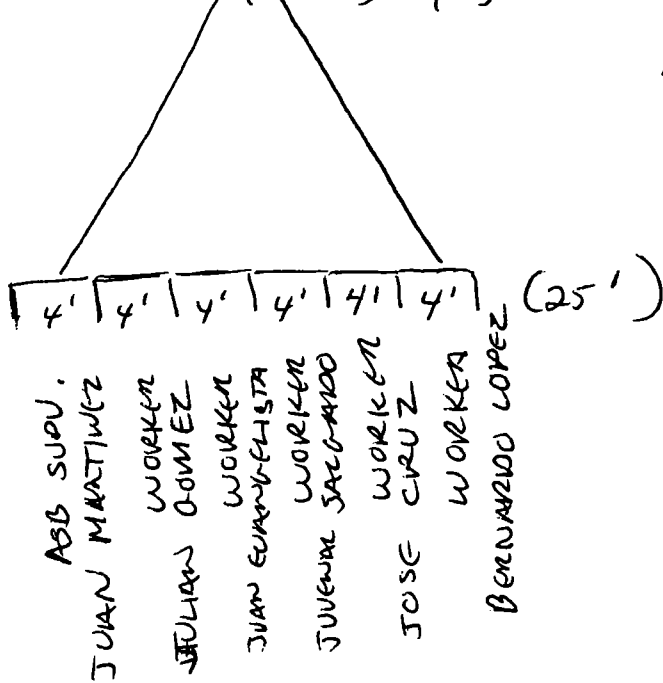 4' 4' 4' 4' 4' 4' (25')
ASB SUPV.
JUAN MARTINEZ
WORKER
JULIAN GOMEZ
WORKER
JUAN EVANGELISTA
WORKER
JUVENAL SALGADO
WORKER
JOSE CRUZ
WORKER
BERNARDO LOPEZ